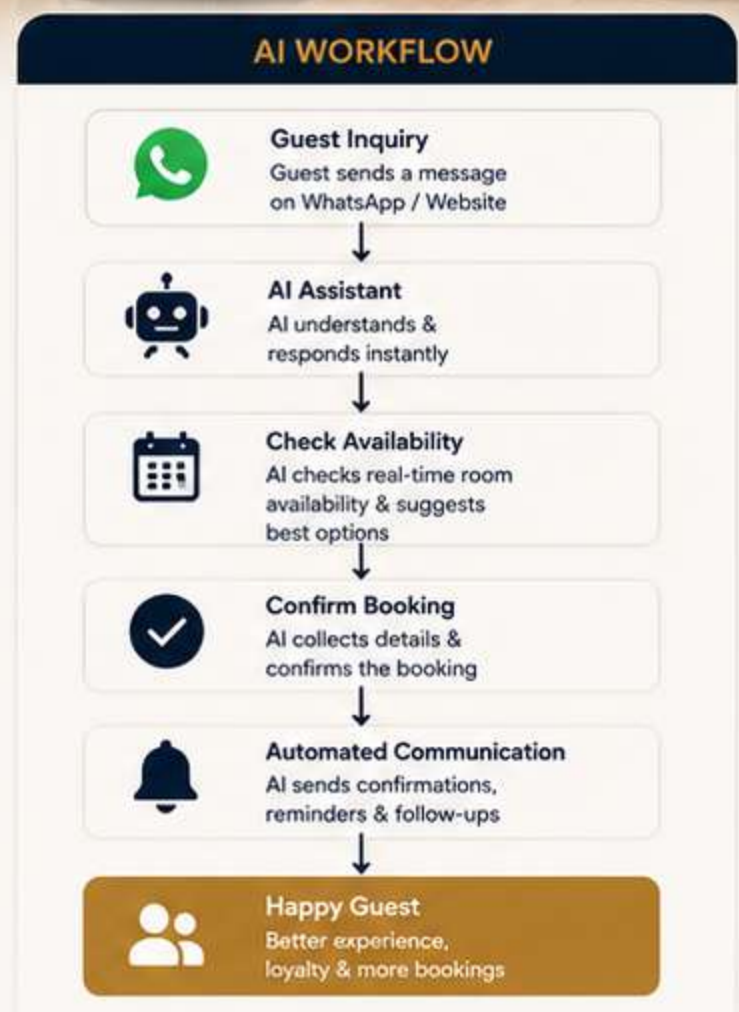 AI WORKFLOW
Guest Inquiry
Guest sends a message
on WhatsApp / Website
AI Assistant
AI understands &
responds instantly
Check Availability
AI checks real-time room
availability & suggests
best options
Confirm Booking
AI collects details &
confirms the booking
Automated Communication
AI sends confirmations,
reminders & follow-ups
Happy Guest
Better experience,
loyalty & more bookings